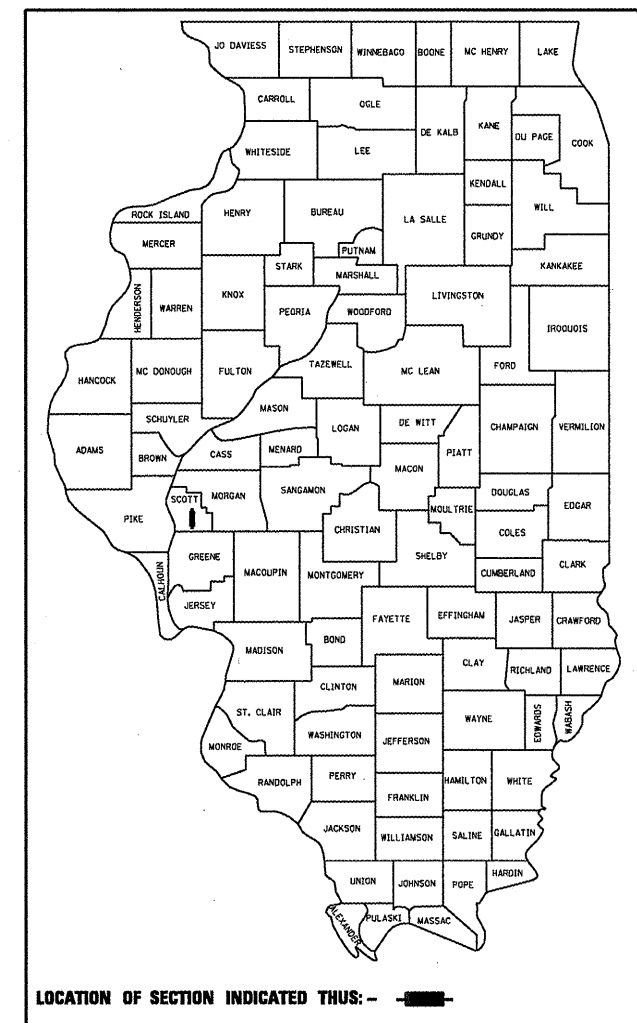 JO DAVIESS
STEPHENSON
WINNEBAGO
BOONE
MC HENRY
LAKE
CARROLL
OGLE
DE KALB
KANE
DU PAGE
COOK
WHITESIDE
LEE
KENDALL
WILL
ROCK ISLAND
HENRY
BUREAU
LA SALLE
GRUNDY
MERCER
PUTNAM
STARK
MARSHALL
KANKAKEE
HENDERSON
WARREN
KNOX
PEORIA
WOODFORD
LIVINGSTON
IROQUOIS
HANCOCK
MC DONOUGH
FULTON
TAZEWELL
MC LEAN
FORD
SCHUYLER
MASON
LOGAN
DE WITT
CHAMPAIGN
VERMILION
ADAMS
BROWN
CASS
MENARD
PIATT
MACON
PIKE
SCOTT
MORGAN
SANGAMON
CHRISTIAN
MOULTRIE
DOUGLAS
COLES
EDGAR
SHELBY
CALHOUN
GREENE
MACOUPIN
MONTGOMERY
CUMBERLAND
CLARK
JERSEY
FAYETTE
EFFINGHAM
JASPER
CRAWFORD
MADISON
BOND
CLAY
RICHLAND
LAWRENCE
CLINTON
MARION
ST. CLAIR
WAYNE
EDWARDS
WABASH
MONROE
WASHINGTON
JEFFERSON
RANDOLPH
PERRY
HAMILTON
WHITE
FRANKLIN
JACKSON
WILLIAMSON
SALINE
GALLATIN
UNION
JOHNSON
POPE
HARDIN
ALEXANDER
PULASKI
MASSAC
LOCATION OF SECTION INDICATED THUS: -